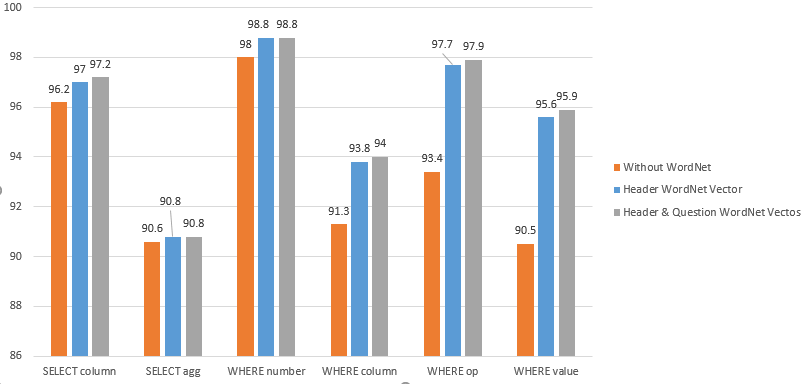 100
98
96
94
92
90
88
86
96.2
97
97.2
90.6
90.8
90.8
98
98.8
98.8
91.3
93.8
94
93.4
97.7
97.9
90.5
95.6
95.9
SELECT column
SELECT agg
WHERE number
WHERE column
WHERE op
WHERE value
Without WordNet
Header WordNet Vector
Header & Question WordNet Vectos